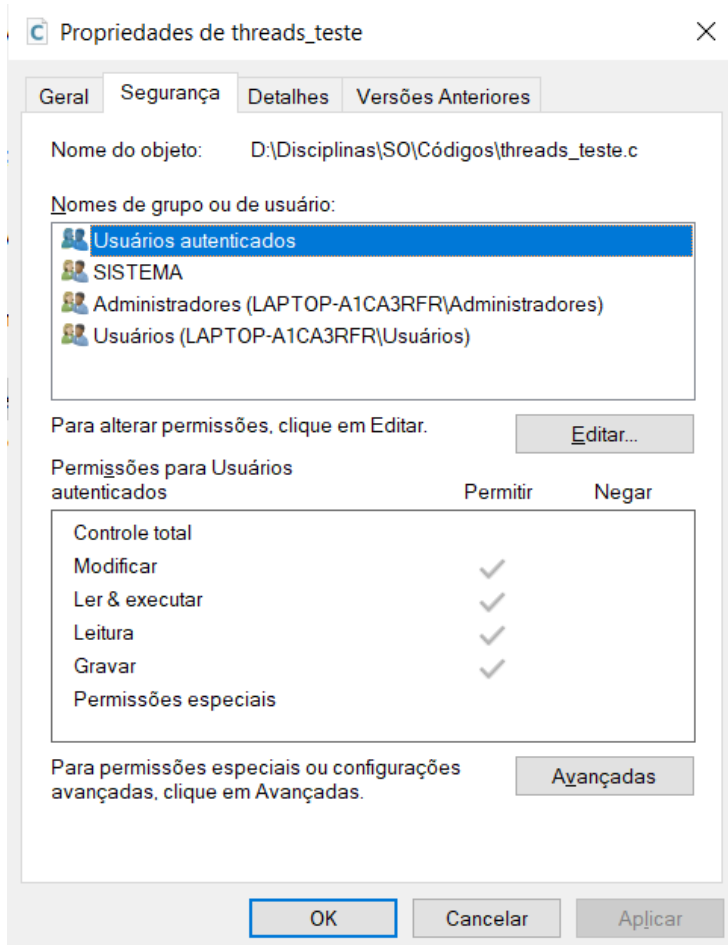 C Propriedades de threads_teste
Geral Segurança Detalhes Versões Anteriores
Nome do objeto: D:\Disciplinas\SO\Códigos\threads_teste.c
Nomes de grupo ou de usuário:
Usuários autenticados
SISTEMA
Administradores (LAPTOP-A1CA3RFR\Administradores)
Usuários (LAPTOP-A1CA3RFR\Usuários)
Para alterar permissões, clique em Editar.
Editar...
Permissões para Usuários
autenticados Permitir Negar
Controle total
Modificar
Ler & executar
Leitura
Gravar
Permissões especiais
Para permissões especiais ou configurações
avançadas, clique em Avançadas.
Avançadas
OK Cancelar Aplicar